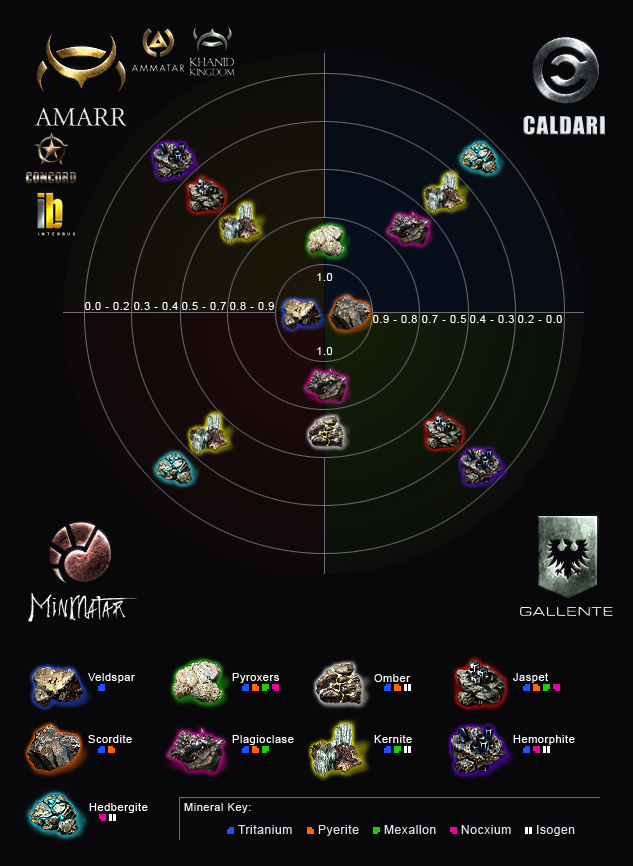 AMMATAR
KHANID
KINGDOM
AMARR
CALDARI
CONCORD
ib
INTERBUS
1.0
0.0 - 0.2 0.3 - 0.4 0.5 - 0.7 0.8 - 0.9
0.9 - 0.8 0.7 - 0.5 0.4 - 0.3 0.2 - 0.0
1.0
MINMATAR
GALLENTE
Veldspar
Pyroxers
Omber
Jaspet
Scordite
Plagioclase
Kernite
Hemorphite
Hedbergite
Mineral Key:
Tritanium Pyerite Mexallon Nocxium Isogen